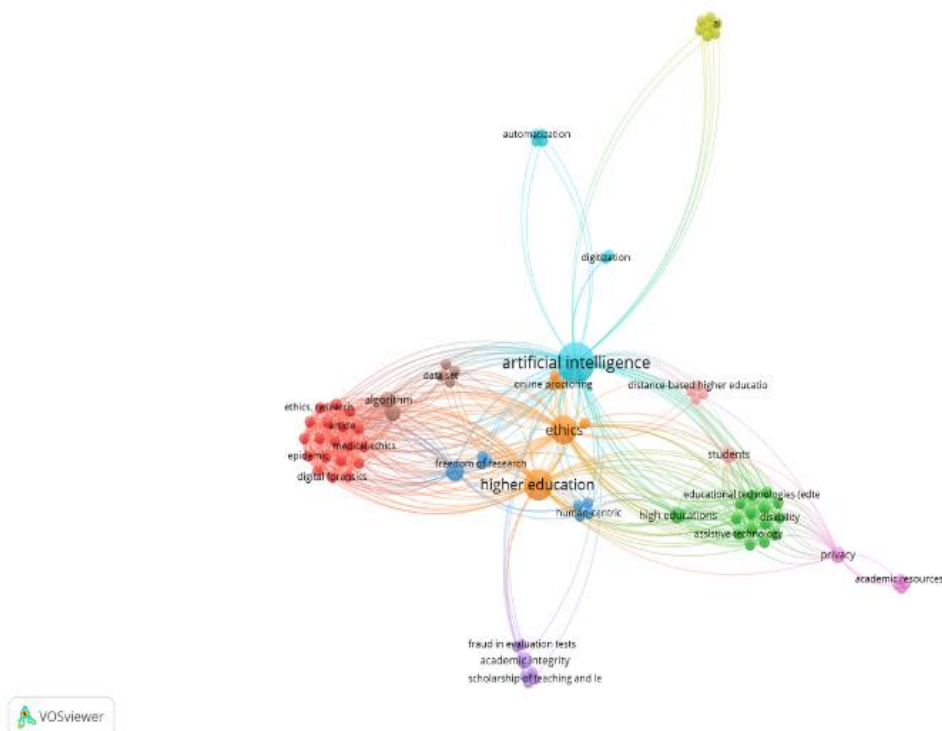 automatization
digitization
artificial intelligence
online proctoring
distance-based higher educatio
data set
algorithm
ethics, research
article
medical ethics
epidemic
digital forensics
ethics
freedom of research
higher education
human-centric
students
educational technologies (edte
high educations
disability
assistive technology
privacy
academic resources
fraud in evaluation tests
academic integrity
scholarship of teaching and le
VOSviewer